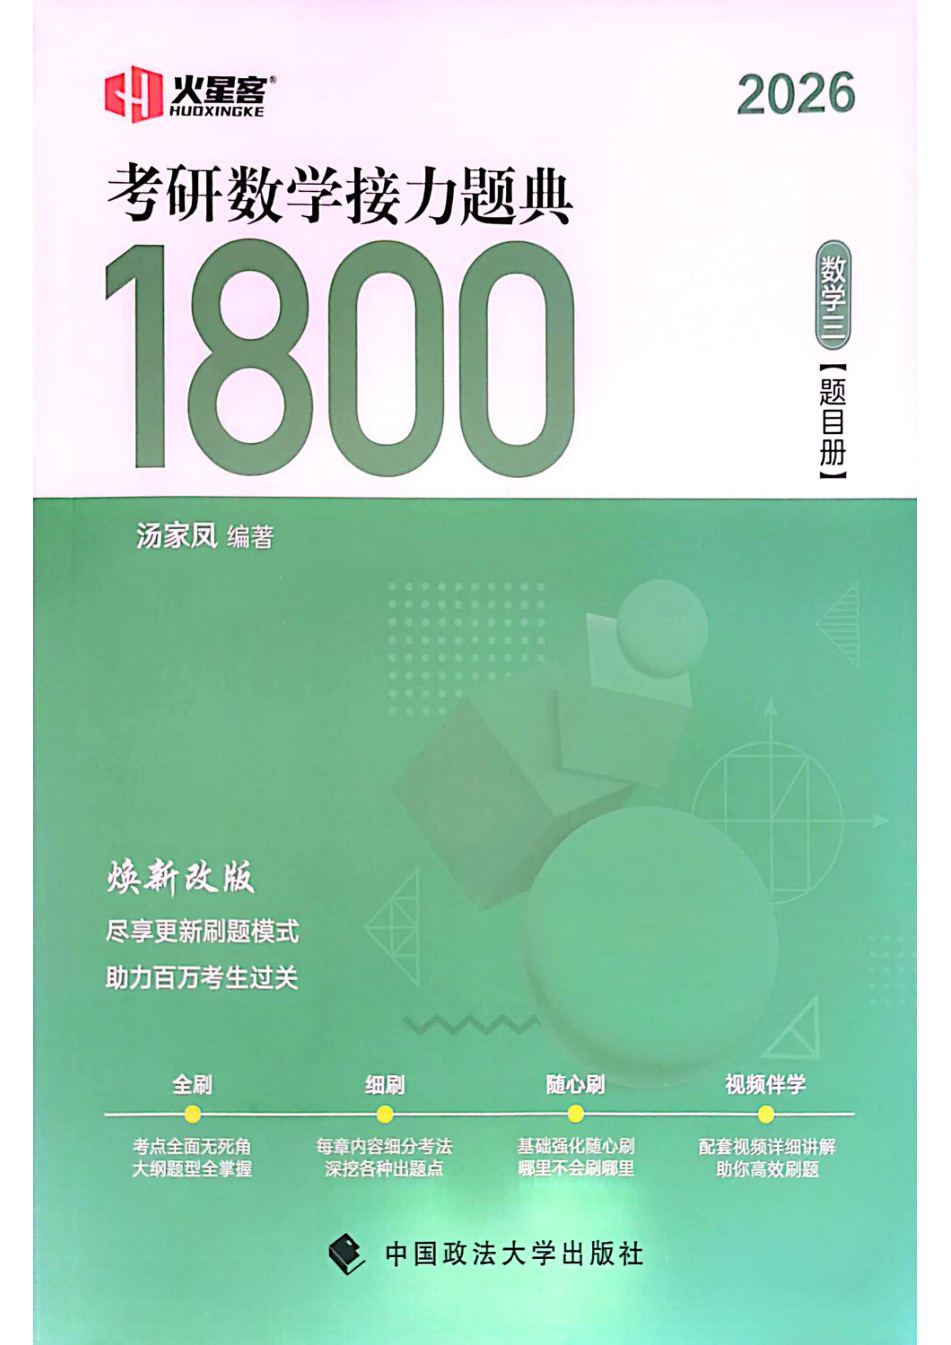 火星客®
HUOXINGKE
2026
考研数学接力题典
1800
数学三
【题目册】
汤家凤 编著
焕新改版
尽享更新刷题模式
助力百万考生过关
全刷
细刷
随心刷
视频伴学
考点全面无死角
大纲题型全掌握
每章内容细分考法
深挖各种出题点
基础强化随心刷
哪里不会刷哪里
配套视频详细讲解
助你高效刷题
中国政法大学出版社